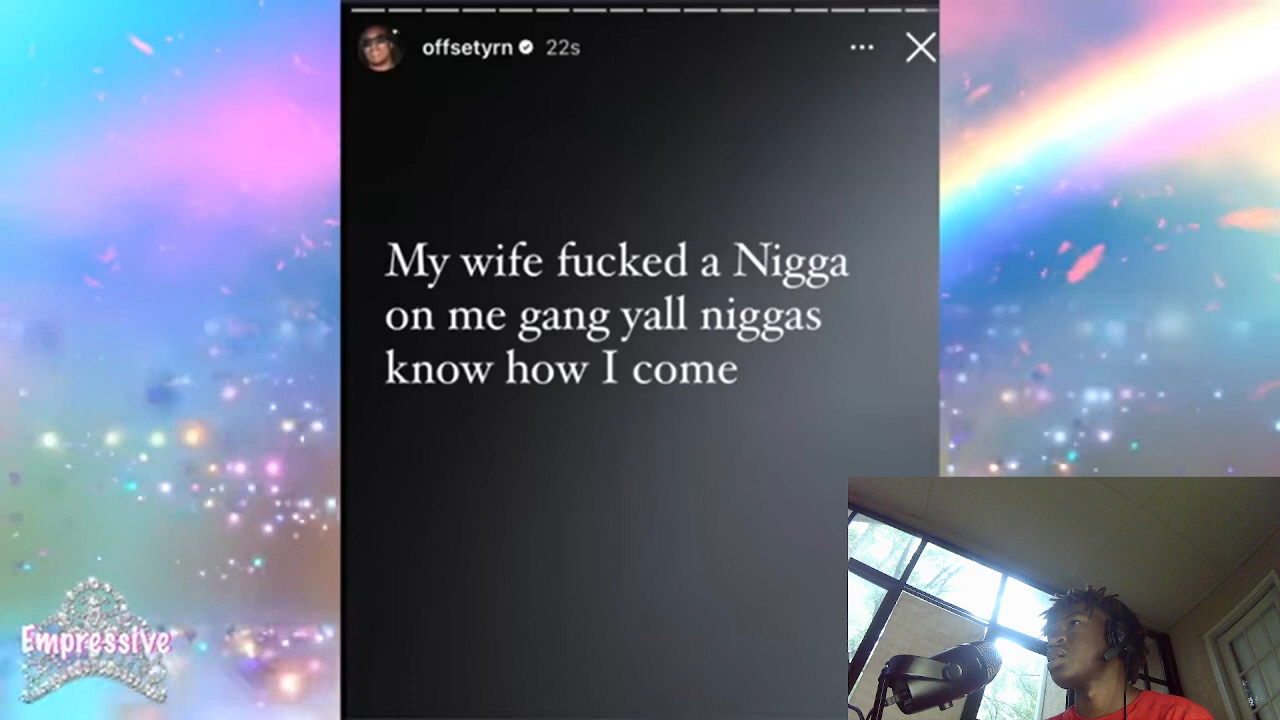 offsetyrn 22s
My wife fucked a Nigga
on me gang yall niggas
know how I come
Empressive